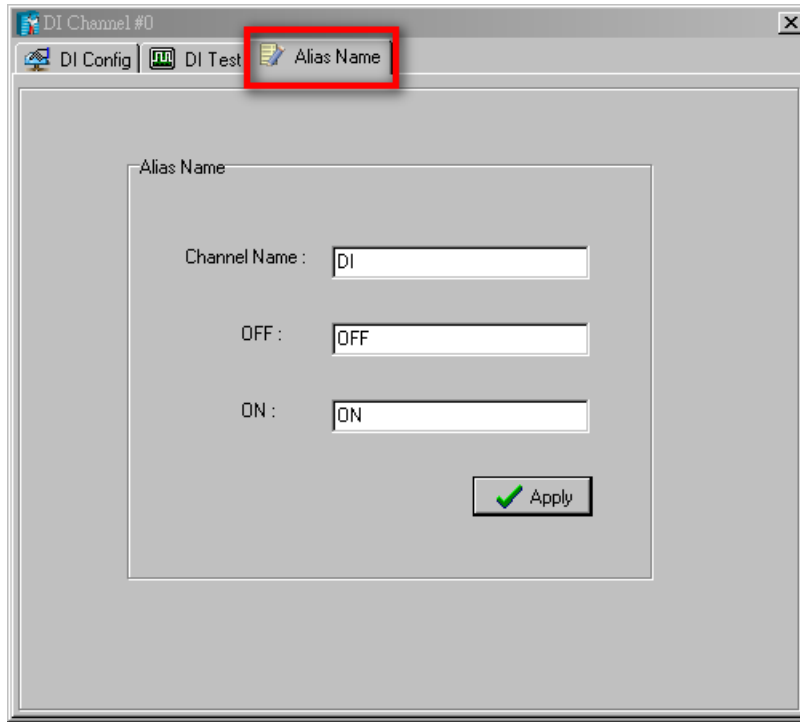 DI Channel #0
DI Config DI Test Alias Name
Alias Name
Channel Name : DI
OFF : OFF
ON : ON
Apply